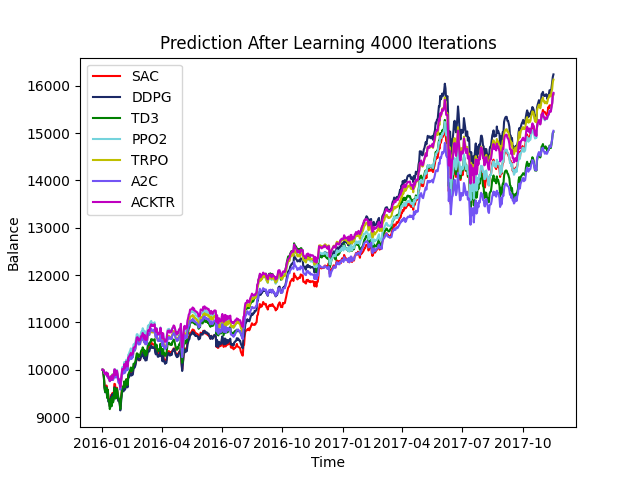 Prediction After Learning 4000 Iterations
SAC
DDPG
TD3
PPO2
TRPO
A2C
ACKTR
16000
15000
14000
13000
12000
11000
10000
9000
Balance
2016-01 2016-04 2016-07 2016-10 2017-01 2017-04 2017-07 2017-10
Time